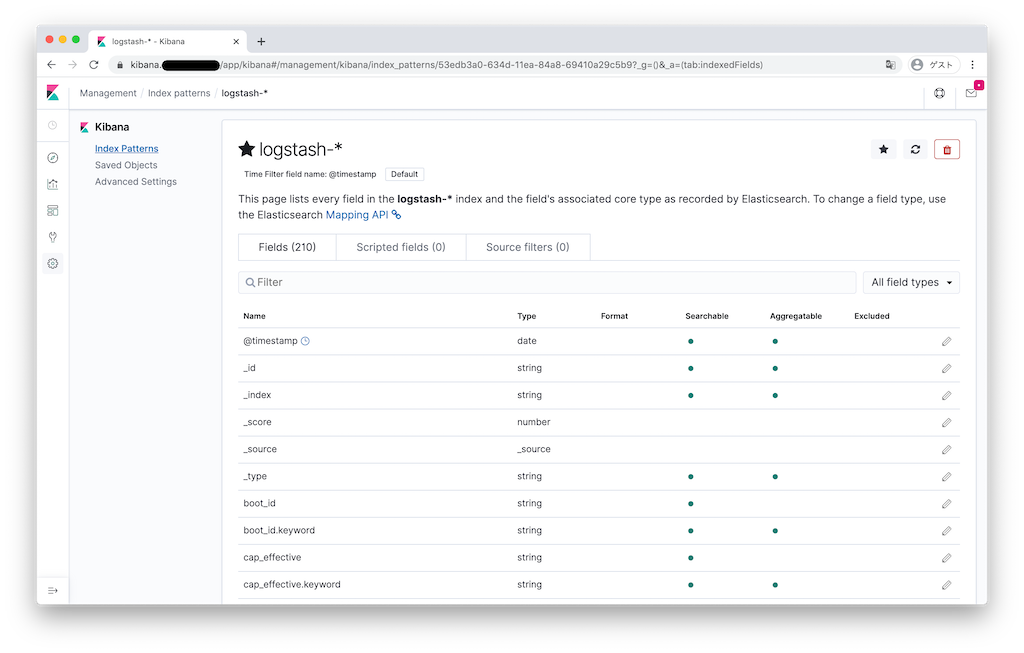 logstash-* - Kibana
kibana. /app/kibana#/management/kibana/index_patterns/53edb3a0-634d-11ea-84a8-69410a29c5b9?_g=()&_a=(tab:indexedFields)
ゲスト
Management / Index patterns / logstash-*
Kibana
Index Patterns
Saved Objects
Advanced Settings
logstash-*
Time Filter field name: @timestamp Default
This page lists every field in the logstash-* index and the field's associated core type as recorded by Elasticsearch. To change a field type, use
the Elasticsearch Mapping API
Fields (210) Scripted fields (0) Source filters (0)
Filter All field types
Name Type Format Searchable Aggregatable Excluded
@timestamp date
_id string
_index string
_score number
_source _source
_type string
boot_id string
boot_id.keyword string
cap_effective string
cap_effective.keyword string